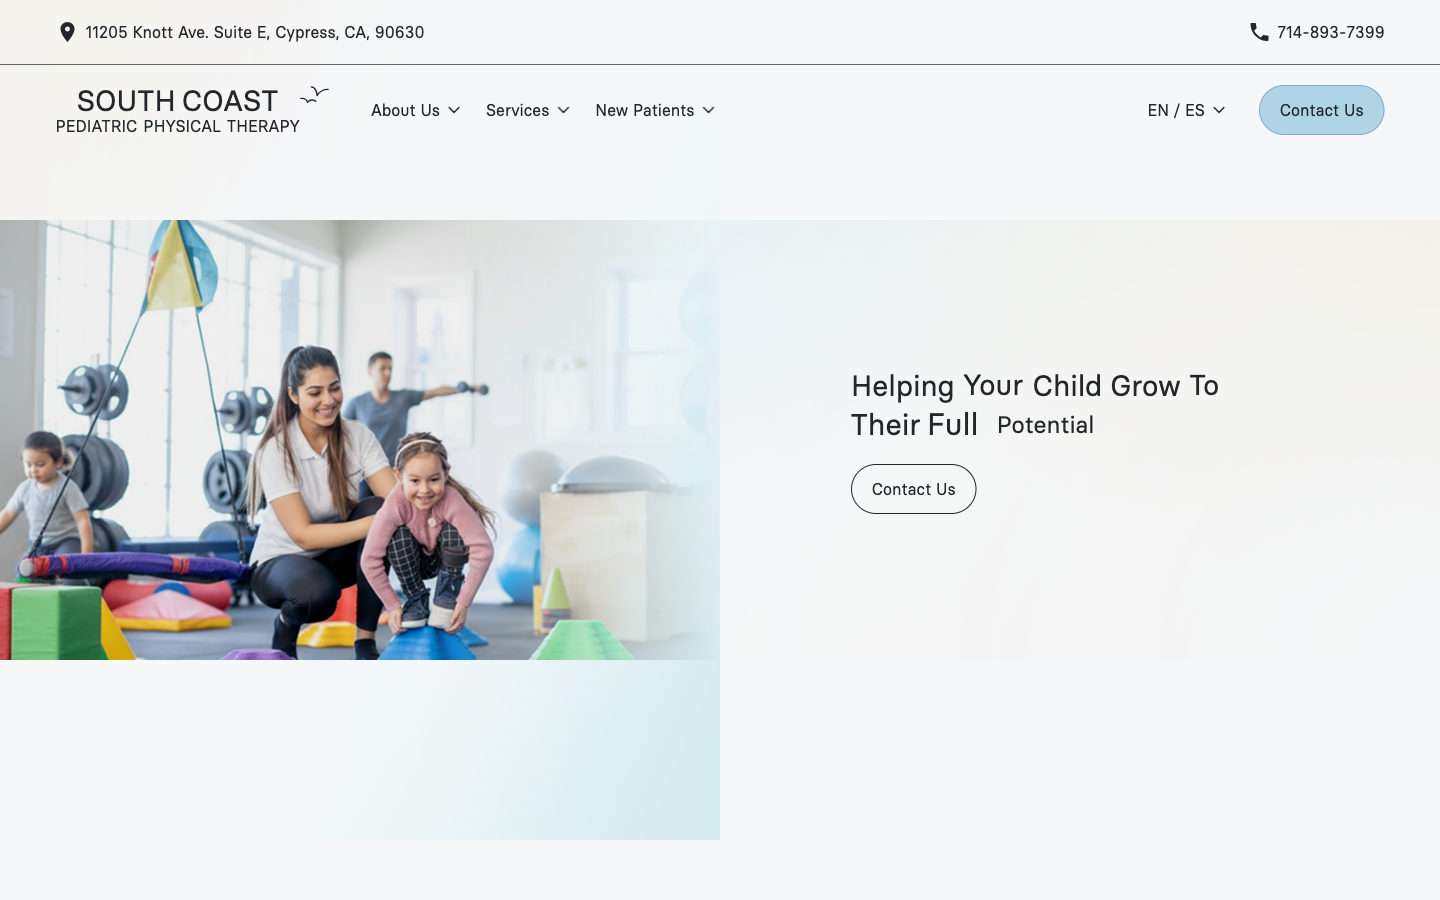 11205 Knott Ave. Suite E, Cypress, CA, 90630
714-893-7399
SOUTH COAST
PEDIATRIC PHYSICAL THERAPY
About Us
Services
New Patients
EN / ES
Contact Us
Helping Your Child Grow To
Their Full Potential
Contact Us